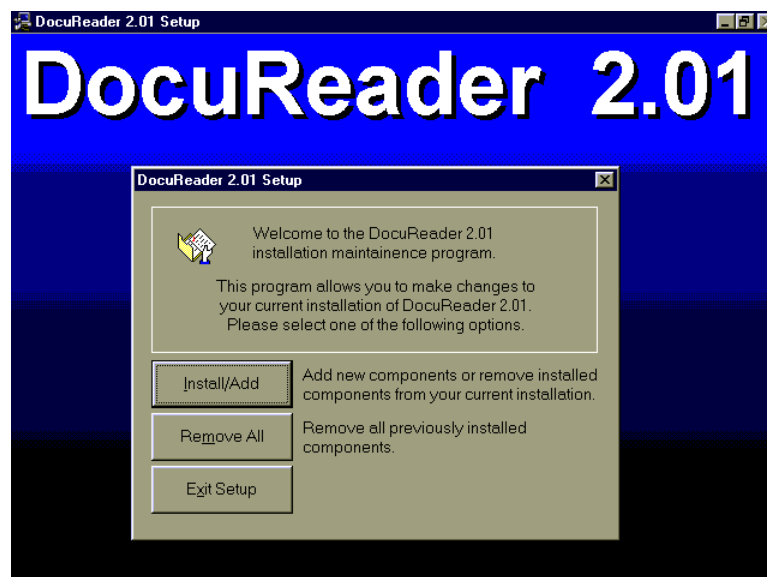 DocuReader 2.01 Setup
DocuReader 2.01
DocuReader 2.01 Setup
Welcome to the DocuReader 2.01
installation maintainence program.
This program allows you to make changes to
your current installation of DocuReader 2.01.
Please select one of the following options.
Install/Add
Add new components or remove installed
components from your current installation.
Remove All
Remove all previously installed
components.
Exit Setup